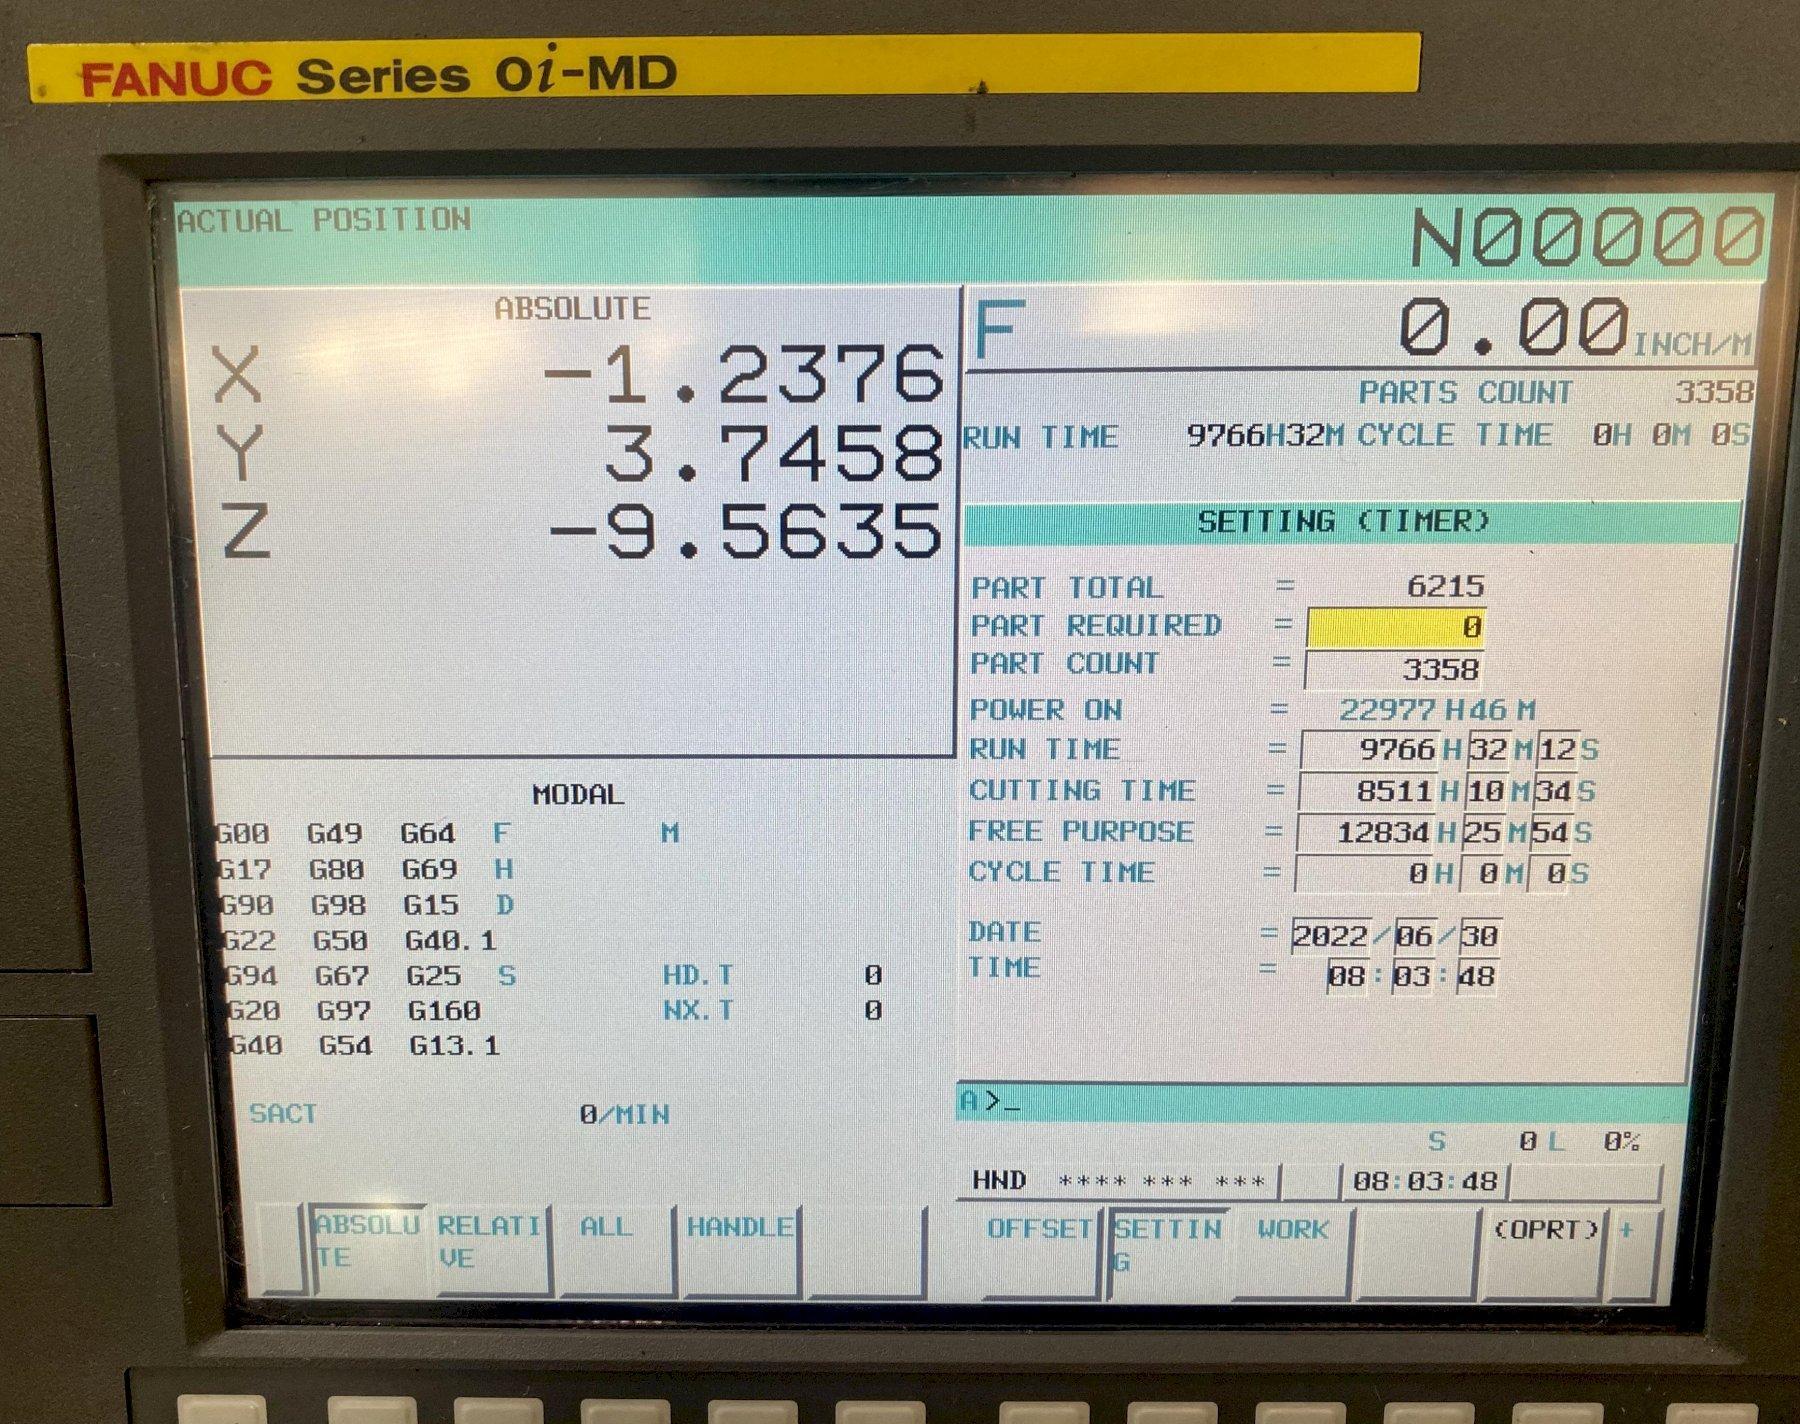 FANUC Series 0i-MD
ACTUAL POSITION
N00000
ABSOLUTE
X -1.2376
Y 3.7458
Z -9.5635
F 0.00 INCH/M
PARTS COUNT 3358
RUN TIME 9766H32M CYCLE TIME 0H 0M 0S
SETTING (TIMER)
PART TOTAL = 6215
PART REQUIRED = 0
PART COUNT = 3358
POWER ON = 22977 H 46 M
RUN TIME = 9766 H 32 M 12 S
CUTTING TIME = 8511 H 10 M 34 S
FREE PURPOSE = 12834 H 25 M 54 S
CYCLE TIME = 0 H 0 M 0 S
DATE = 2022/06/30
TIME = 08:03:48
MODAL
G00 G49 G64 F M
G17 G80 G69 H
G90 G98 G15 D
G22 G50 G40.1
G94 G67 G25 S HD.T 0
G20 G97 G160 NX.T 0
G40 G54 G13.1
SACT 0/MIN
A>_
S 0 L 0%
HND **** *** *** 08:03:48
ABSOLU
TE
RELATI
VE
ALL
HANDLE
OFFSET
SETTIN
G
WORK
(OPRT)
+